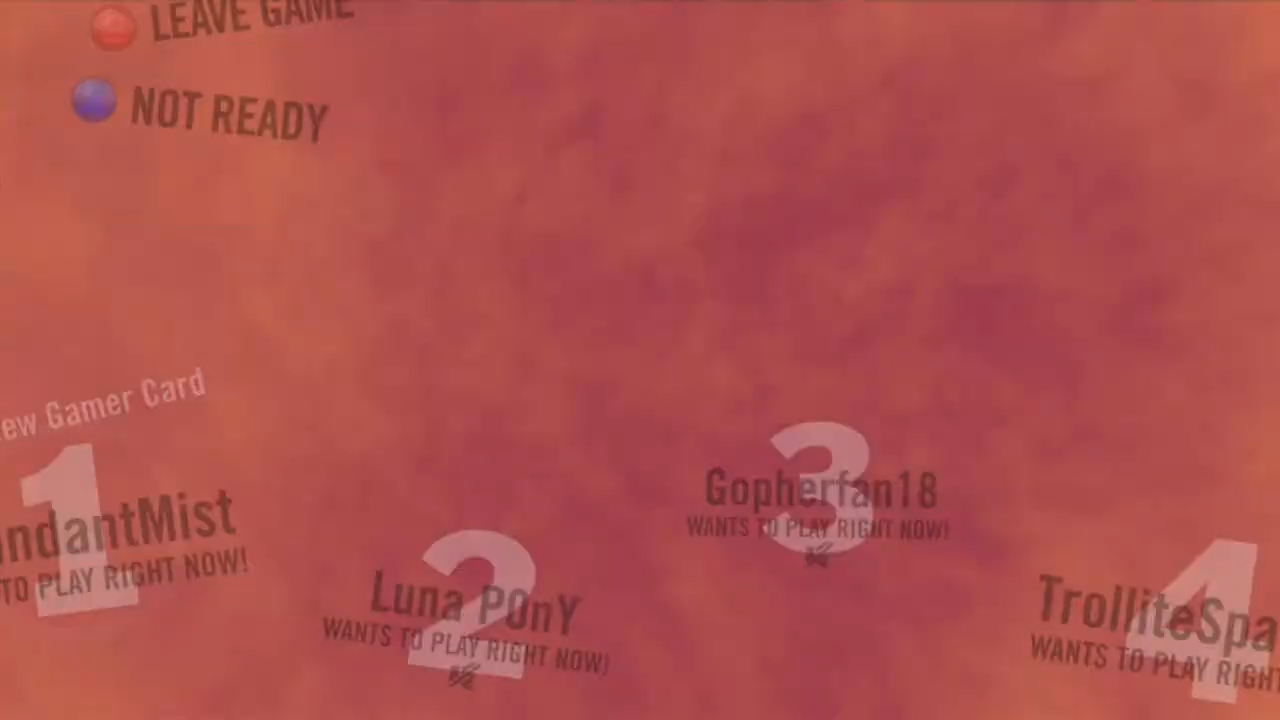 LEAVE GAME
NOT READY
ew Gamer Card
1
ndantMist
TO PLAY RIGHT NOW!
2
Luna P0nY
WANTS TO PLAY RIGHT NOW!
3
Gopherfan18
WANTS TO PLAY RIGHT NOW!
4
TrolliteSpa
WANTS TO PLAY RIGHT